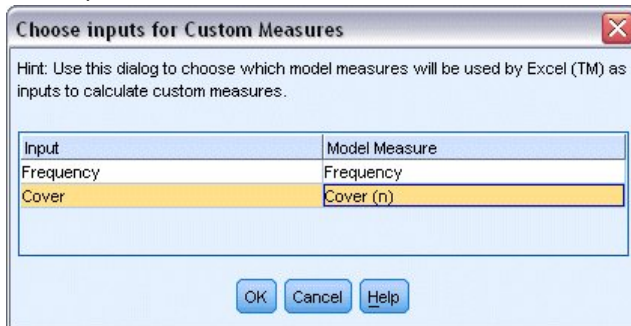 Choose inputs for Custom Measures
Hint: Use this dialog to choose which model measures will be used by Excel (TM) as
inputs to calculate custom measures.
Input Model Measure
Frequency Frequency
Cover Cover (n)
OK Cancel Help